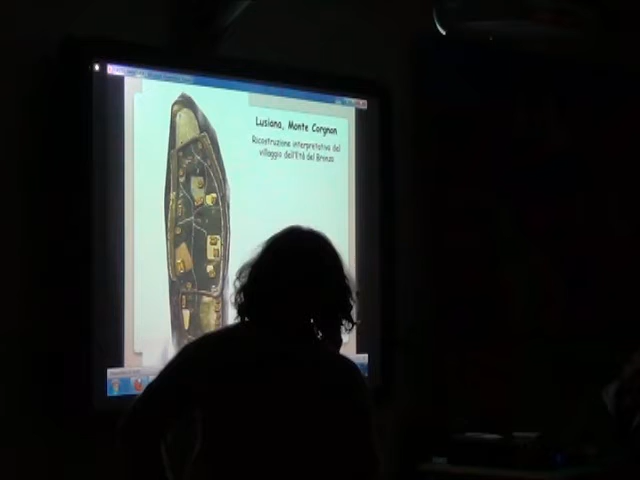 Lusiana, Monte Corgnon
Ricostruzione interpretativa del
villaggio dell'Età del Bronzo